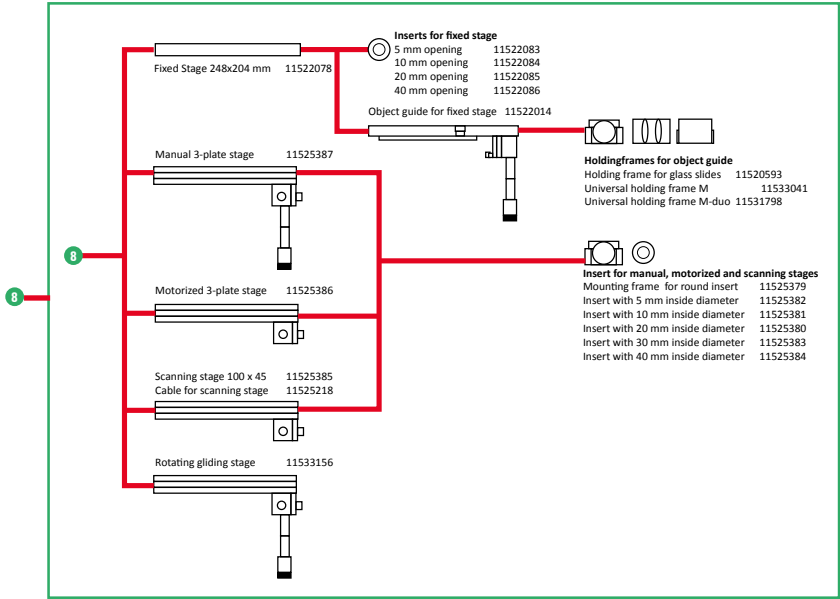 Inserts for fixed stage
5 mm opening 11522083
10 mm opening 11522084
20 mm opening 11522085
40 mm opening 11522086
Fixed Stage 248x204 mm 11522078
Object guide for fixed stage 11522014
Holdingframes for object guide
Holding frame for glass slides 11520593
Universal holding frame M 11533041
Universal holding frame M-duo 11531798
Manual 3-plate stage 11525387
8
8
Insert for manual, motorized and scanning stages
Mounting frame for round insert 11525379
Insert with 5 mm inside diameter 11525382
Insert with 10 mm inside diameter 11525381
Insert with 20 mm inside diameter 11525380
Insert with 30 mm inside diameter 11525383
Insert with 40 mm inside diameter 11525384
Motorized 3-plate stage 11525386
Scanning stage 100 x 45 11525385
Cable for scanning stage 11525218
Rotating gliding stage 11533156